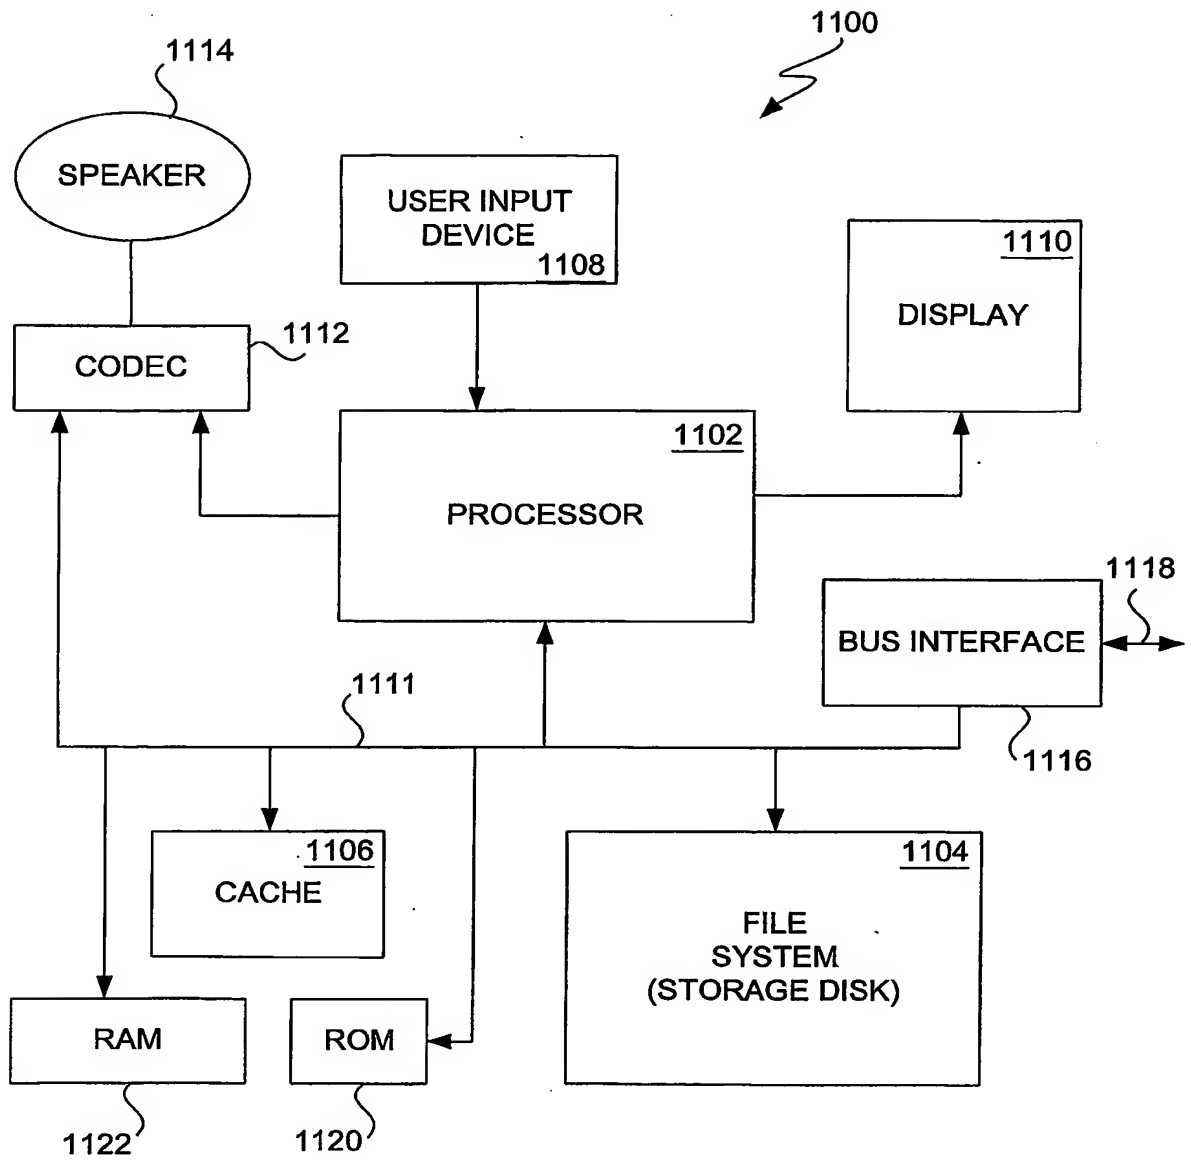 1100
1114
SPEAKER
USER INPUT
DEVICE
1108
1110
DISPLAY
1112
CODEC
1102
PROCESSOR
1118
BUS INTERFACE
1111
1116
1106
CACHE
1104
FILE
SYSTEM
(STORAGE DISK)
RAM
ROM
1122
1120